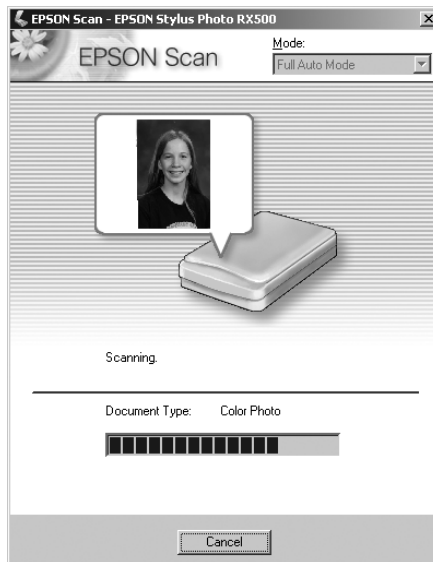 EPSON Scan - EPSON Stylus Photo RX500
EPSON Scan
Mode:
Full Auto Mode
Scanning.
Document Type: Color Photo
Cancel